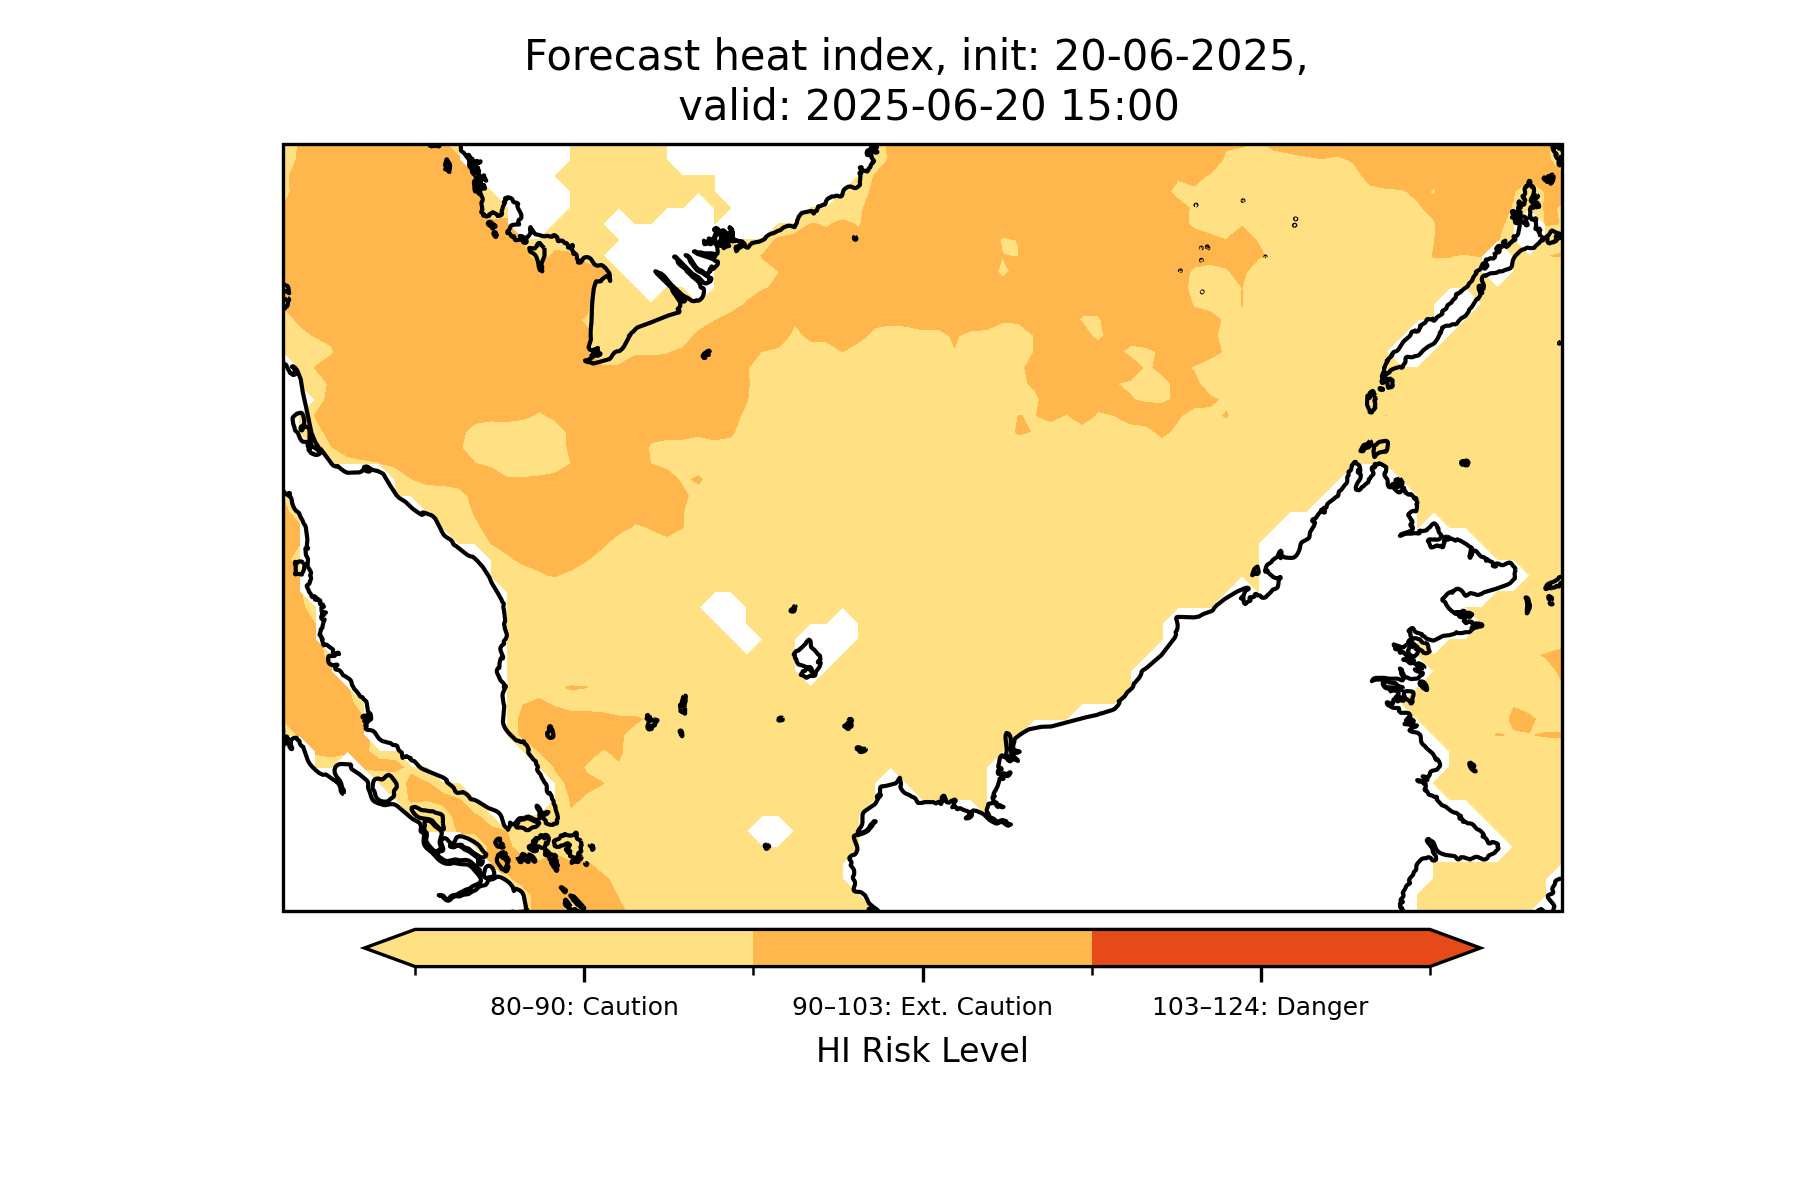 Forecast heat index, init: 20-06-2025,
valid: 2025-06-20 15:00
80–90: Caution
90–103: Ext. Caution
103–124: Danger
HI Risk Level